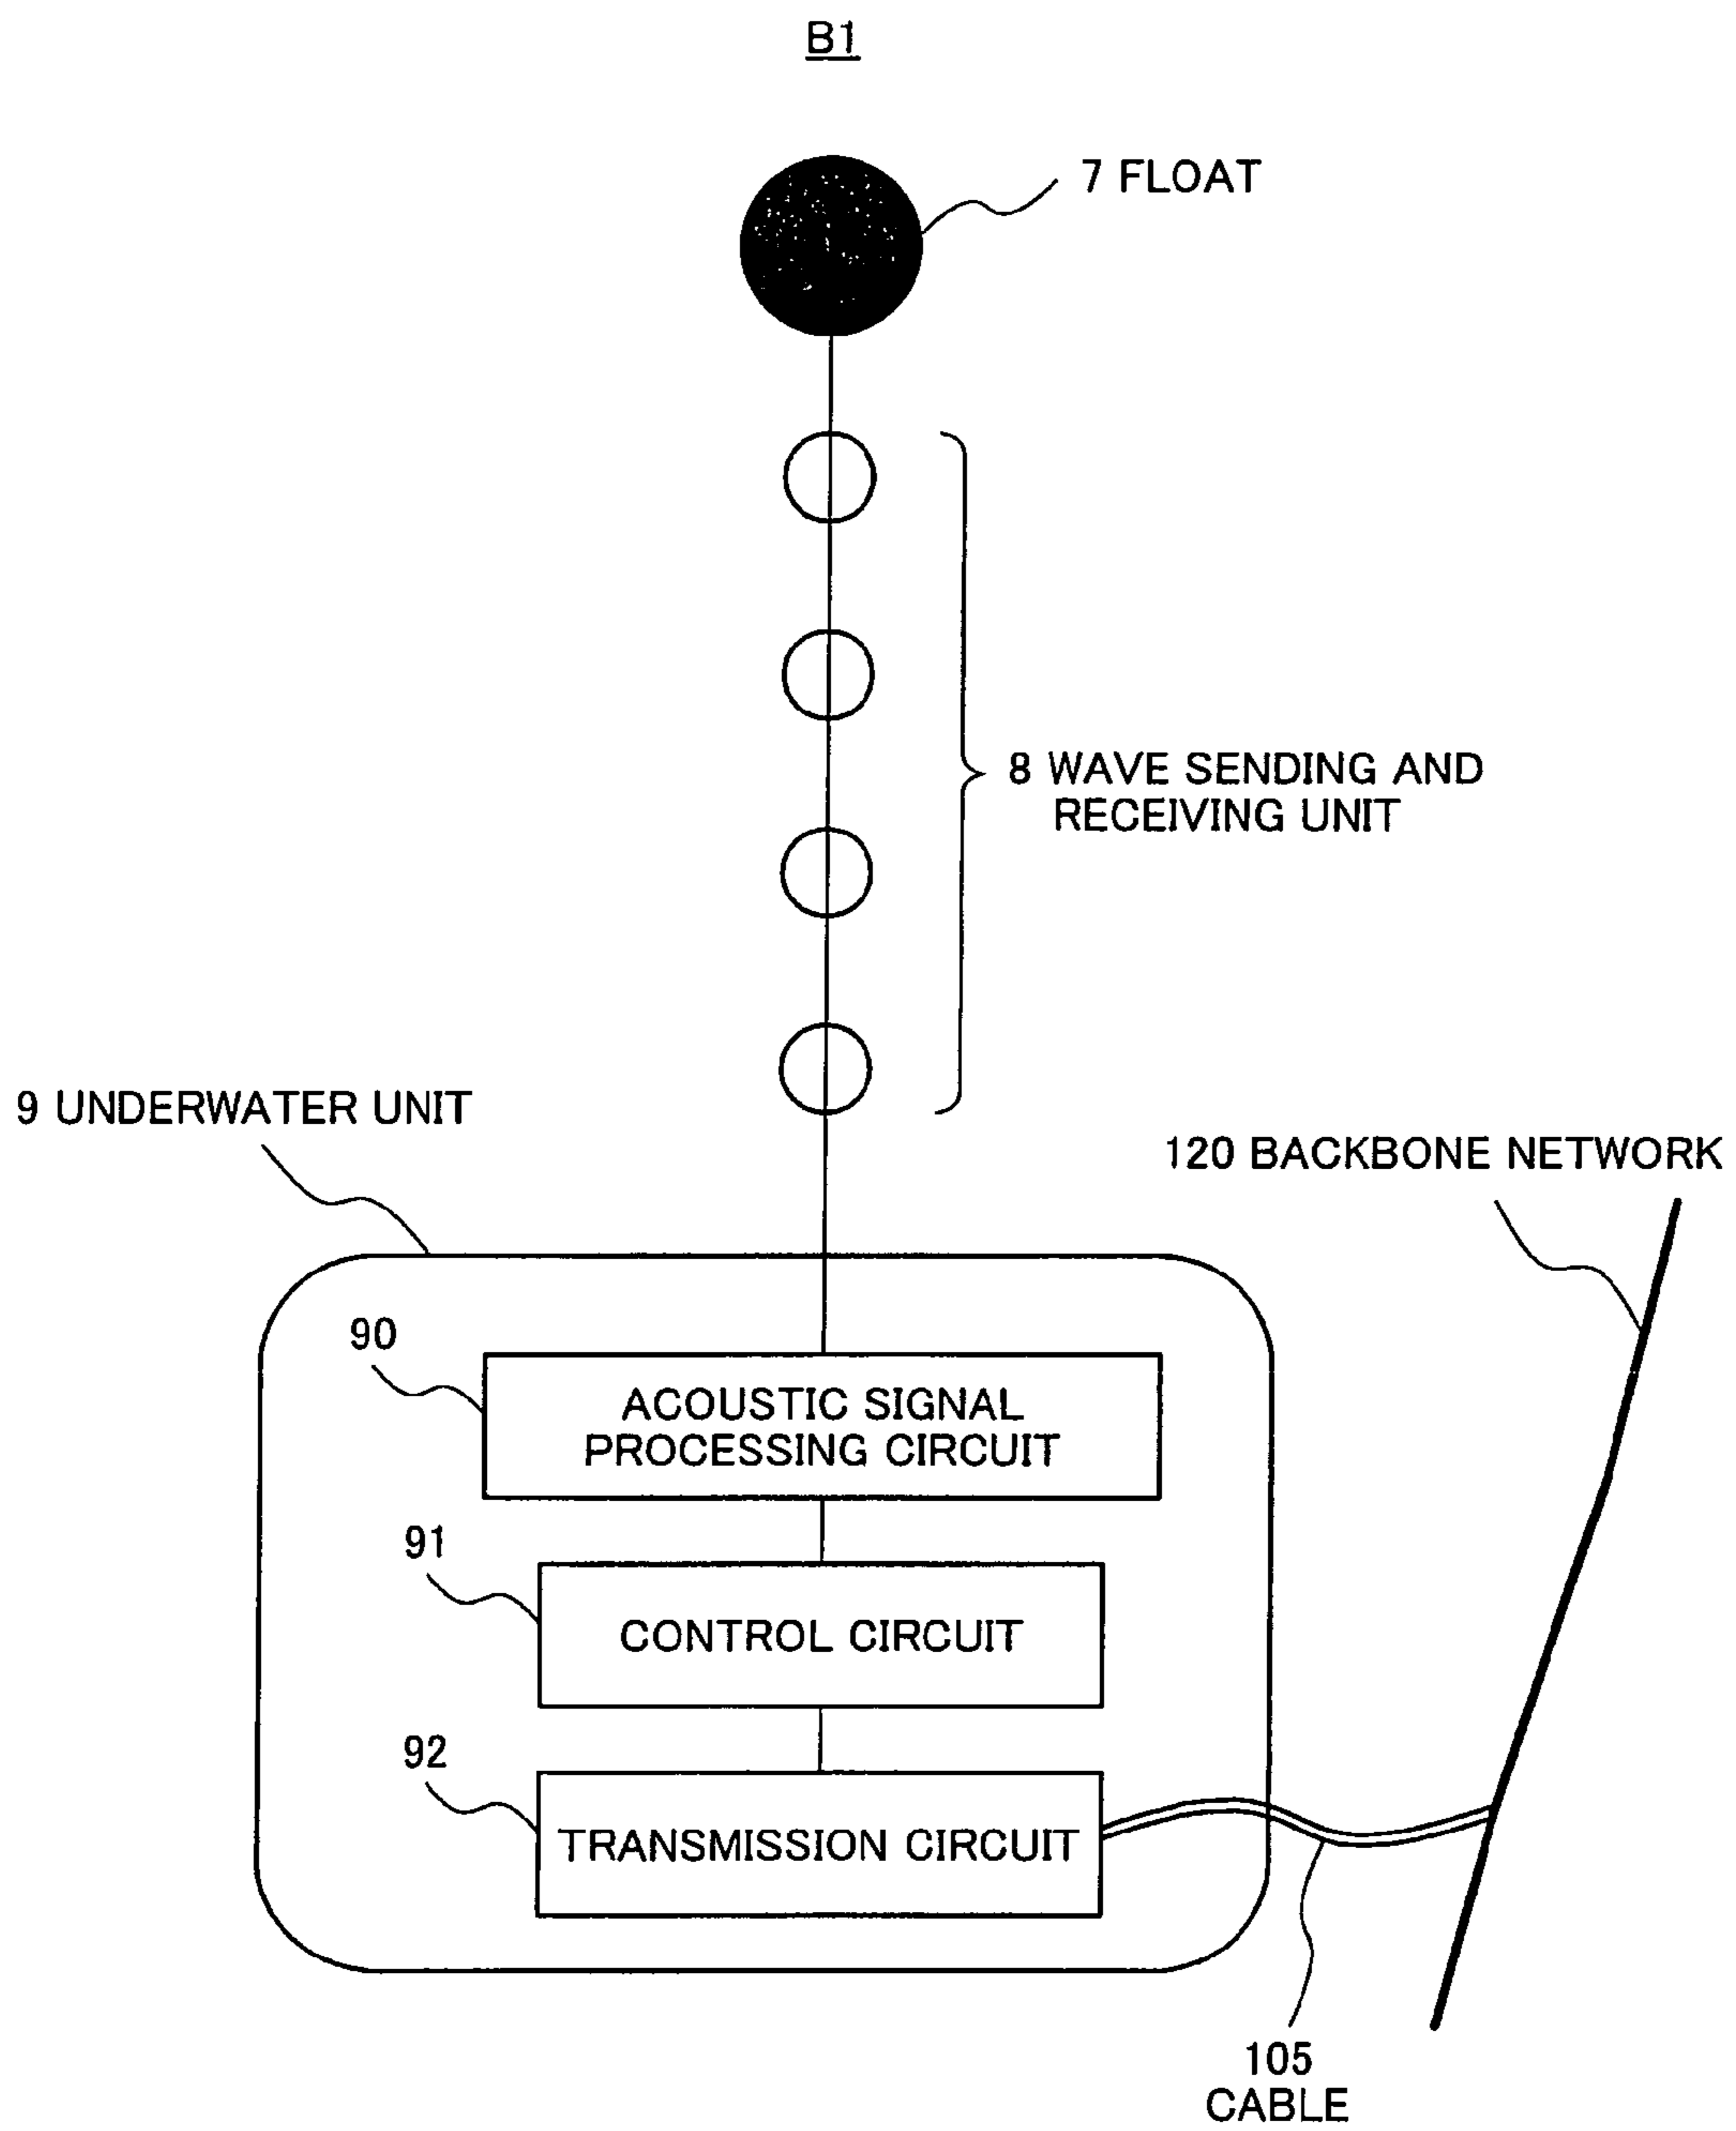 B1
7 FLOAT
8 WAVE SENDING AND
RECEIVING UNIT
9 UNDERWATER UNIT
120 BACKBONE NETWORK
90
ACOUSTIC SIGNAL
PROCESSING CIRCUIT
91
CONTROL CIRCUIT
92
TRANSMISSION CIRCUIT
105
CABLE